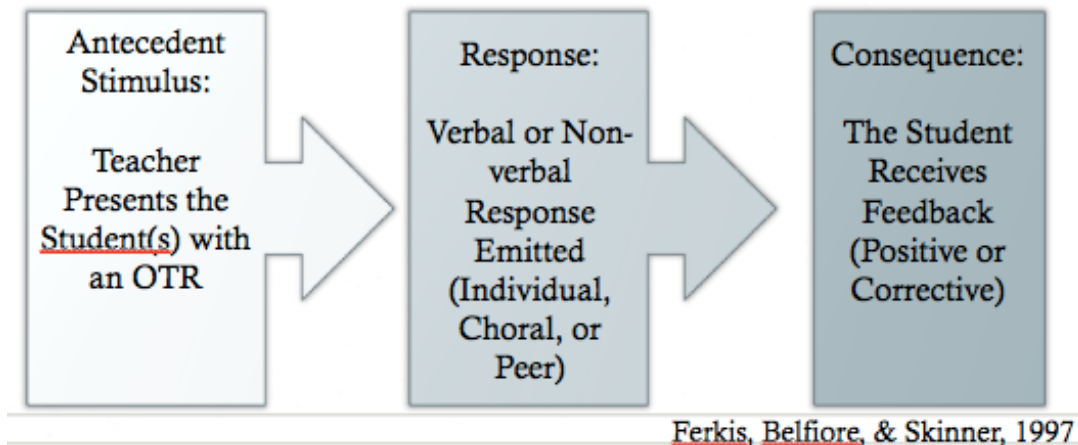 Antecedent
Stimulus:
Teacher
Presents the
Student(s) with
an OTR
Response:
Verbal or Non-
verbal
Response
Emitted
(Individual,
Choral, or
Peer)
Consequence:
The Student
Receives
Feedback
(Positive or
Corrective)
Ferkis, Belfiore, & Skinner, 1997